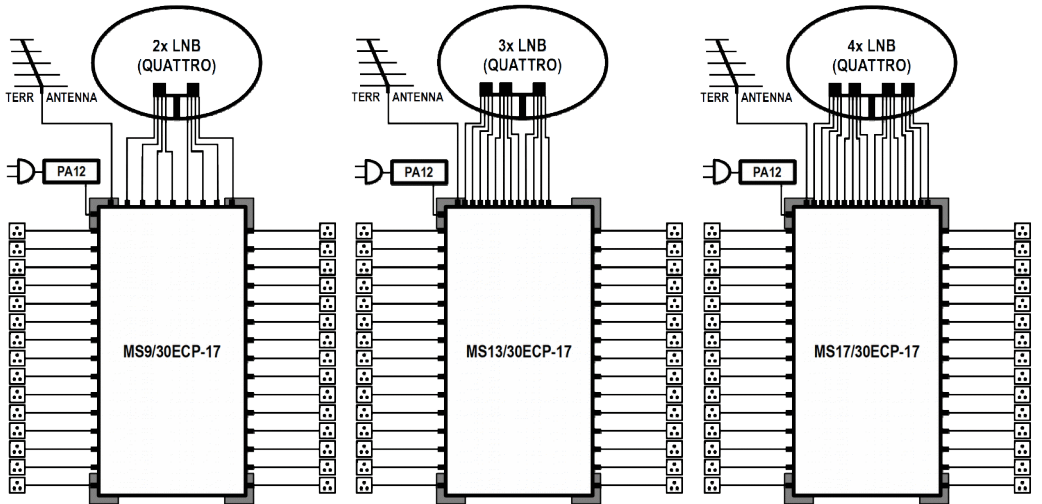 2x LNB
(QUATTRO)
TERR ANTENNA
PA12
MS9/30ECP-17
3x LNB
(QUATTRO)
TERR ANTENNA
PA12
MS13/30ECP-17
4x LNB
(QUATTRO)
TERR ANTENNA
PA12
MS17/30ECP-17